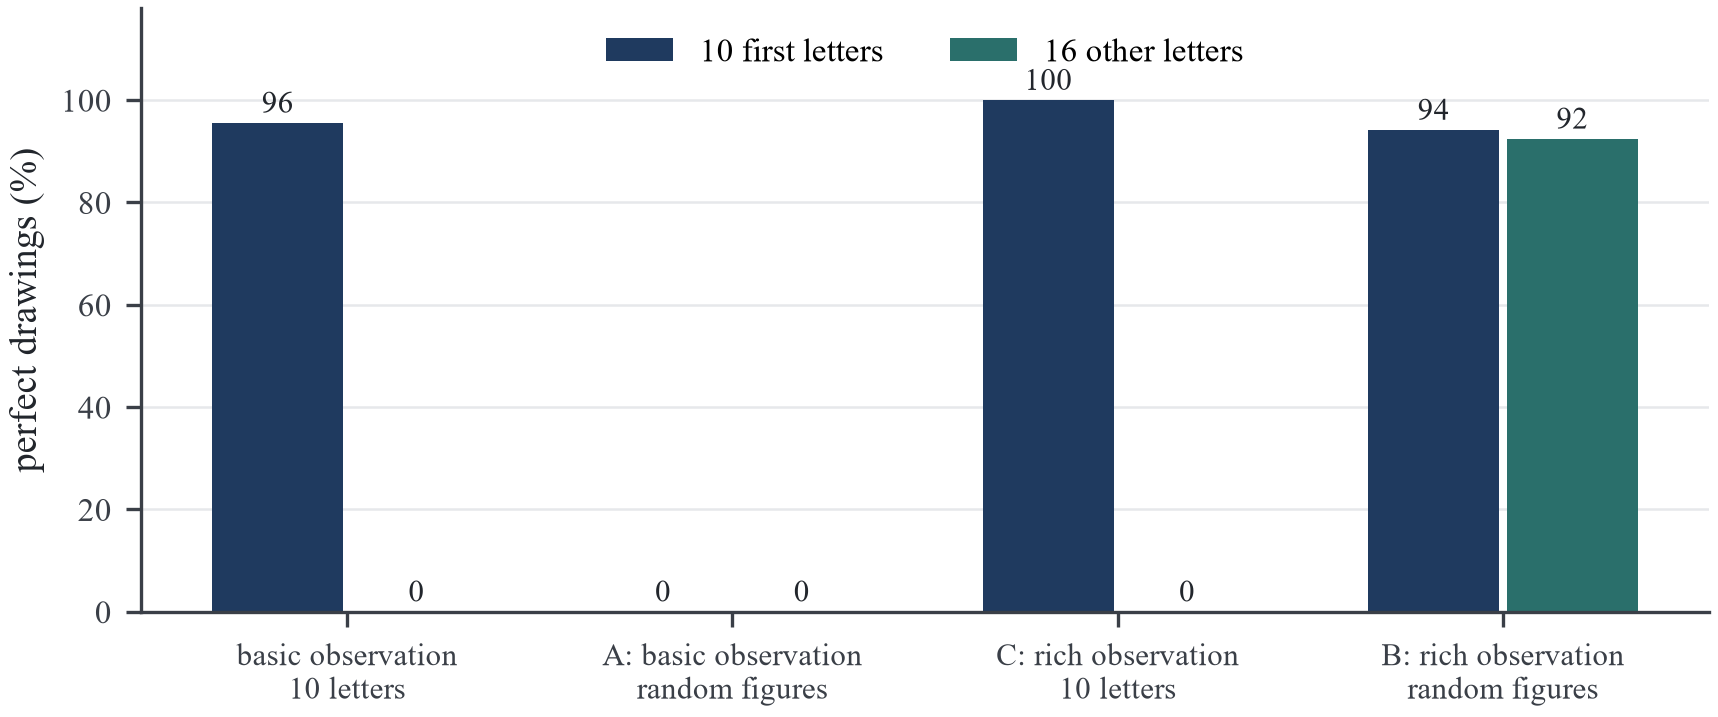 10 first letters
16 other letters
perfect drawings (%)
100
80
60
40
20
0
96
0
0
0
100
0
94
92
basic observation
10 letters
A: basic observation
random figures
C: rich observation
10 letters
B: rich observation
random figures